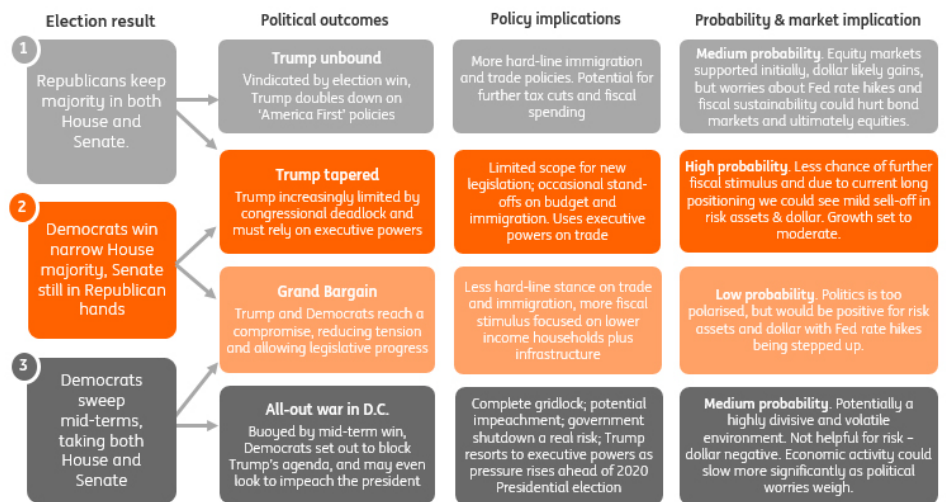 Election result
Political outcomes
Policy implications
Probability & market implication
1
Republicans keep
majority in both
House and
Senate.
Trump unbound
Vindicated by election win,
Trump doubles down on
'America First' policies
More hard-line immigration
and trade policies. Potential for
further tax cuts and fiscal
spending
Medium probability. Equity markets
supported initially, dollar likely gains,
but worries about Fed rate hikes and
fiscal sustainability could hurt bond
markets and ultimately equities.
Trump tapered
Trump increasingly limited by
congressional deadlock and
must rely on executive powers
Limited scope for new
legislation; occasional stand-
offs on budget and
immigration. Uses executive
powers on trade
High probability. Less chance of further
fiscal stimulus and due to current long
positioning we could see mild sell-off in
risk assets & dollar. Growth set to
moderate.
2
Democrats win
narrow House
majority, Senate
still in Republican
hands
Grand Bargain
Trump and Democrats reach a
compromise, reducing tension
and allowing legislative progress
Less hard-line stance on trade
and immigration, more fiscal
stimulus focused on lower
income households plus
infrastructure
Low probability. Politics is too
polarised, but would be positive for risk
assets and dollar with Fed rate hikes
being stepped up.
3
Democrats
sweep
mid-terms,
taking both
House and
Senate
All-out war in D.C.
Buoyed by mid-term win,
Democrats set out to block
Trump's agenda, and may even
look to impeach the president
Complete gridlock; potential
impeachment; government
shutdown a real risk; Trump
resorts to executive powers as
pressure rises ahead of 2020
Presidential election
Medium probability. Potentially a
highly divisive and volatile
environment. Not helpful for risk –
dollar negative. Economic activity could
slow more significantly as political
worries weigh.